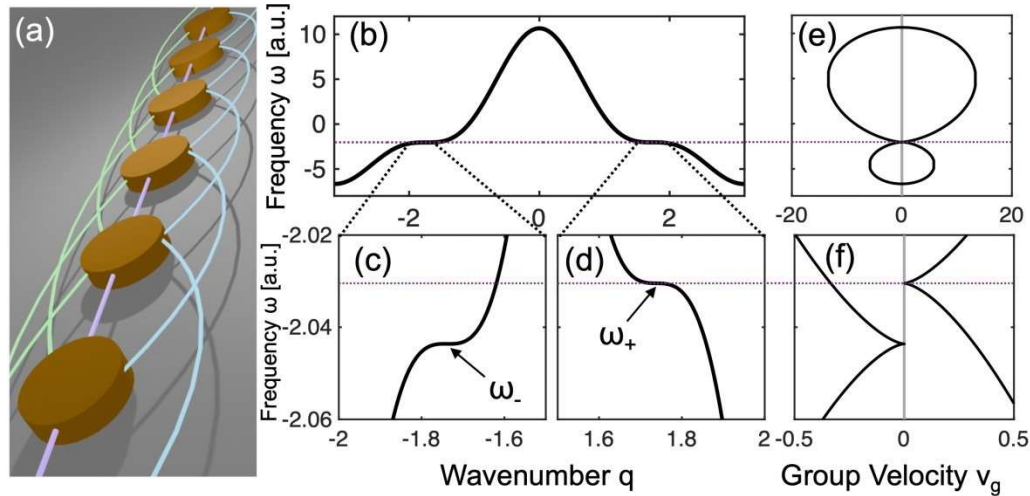 (a)
(b)
Frequency ω [a.u.]
10
5
0
-5
-2
0
2
(e)
-20
0
20
(c)
Frequency ω [a.u.]
-2.02
-2.04
-2.06
ω_
-2
-1.8
-1.6
(d)
ω₊
1.6
1.8
2
Wavenumber q
(f)
-0.5
0
0.5
Group Velocity vg